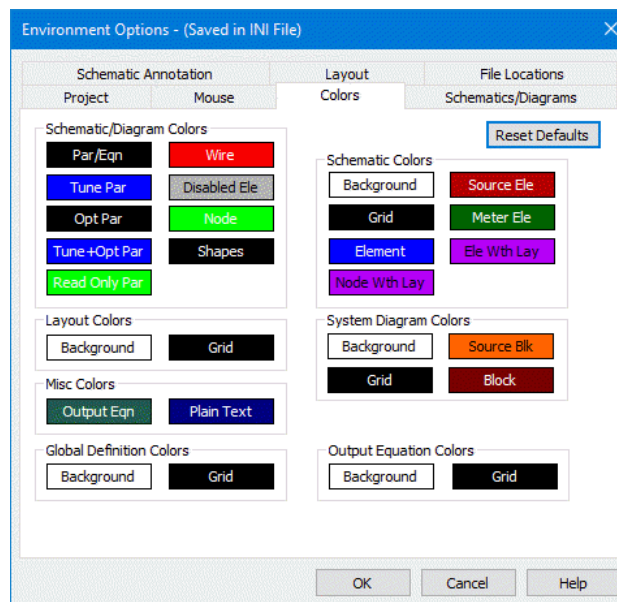 Environment Options - (Saved in INI File)
Schematic Annotation Layout File Locations
Project Mouse Colors Schematics/Diagrams
Reset Defaults
Schematic/Diagram Colors
Par/Eqn Wire
Tune Par Disabled Ele
Opt Par Node
Tune+Opt Par Shapes
Read Only Par
Schematic Colors
Background Source Ele
Grid Meter Ele
Element Ele Wth Lay
Node Wth Lay
Layout Colors
Background Grid
System Diagram Colors
Background Source Blk
Grid Block
Misc Colors
Output Eqn Plain Text
Global Definition Colors
Background Grid
Output Equation Colors
Background Grid
OK Cancel Help